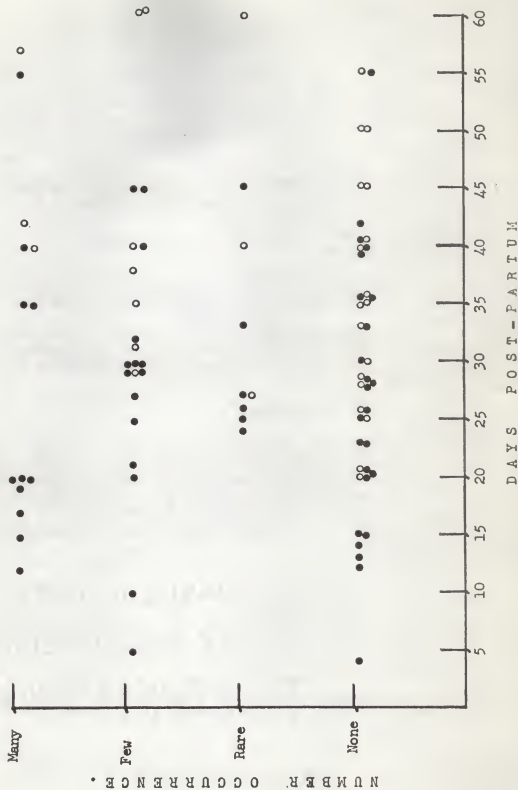 NUMBER OCCURRENCE.
Many
Few
Rare
None
5 10 15 20 25 30 35 40 45 50 55 60
DAYS POST-PARTUM